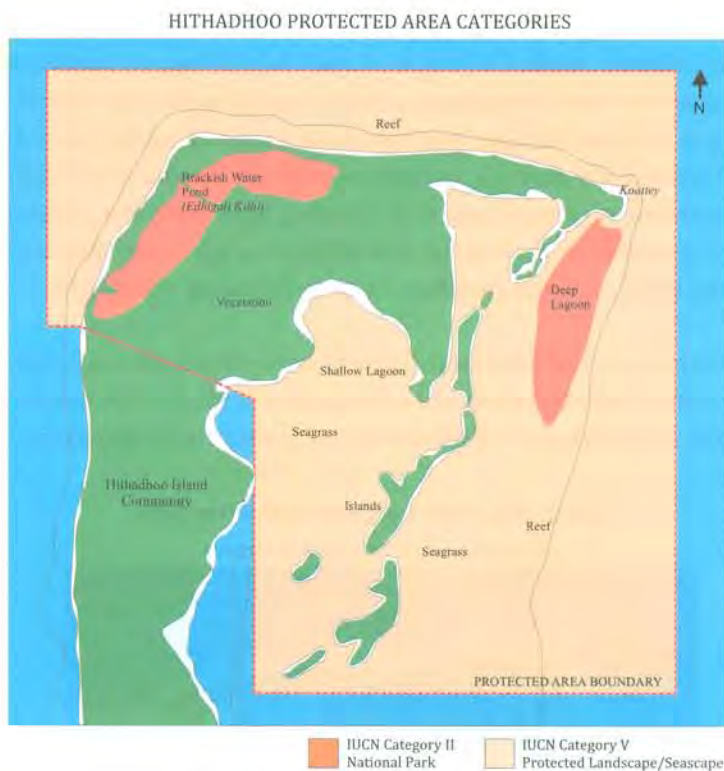 HITHADHOO PROTECTED AREA CATEGORIES
N
Reef
Koattey
Brackish Water
Pond
(Edhigali Kilhi)
Deep
Lagoon
Vegetation
Shallow Lagoon
Seagrass
Hithadhoo Island
Community
Islands
Reef
Seagrass
PROTECTED AREA BOUNDARY
IUCN Category II
National Park
IUCN Category V
Protected Landscape/Seascape